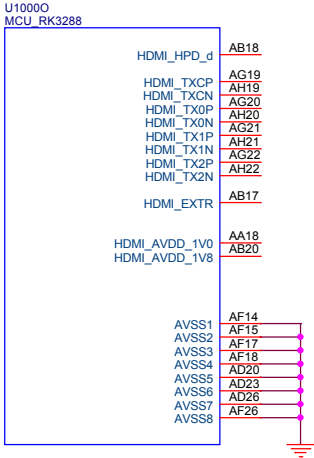 U1000O
MCU_RK3288
HDMI_HPD_d AB18
HDMI_TXCP AG19
HDMI_TXCN AH19
HDMI_TX0P AG20
HDMI_TX0N AH20
HDMI_TX1P AG21
HDMI_TX1N AH21
HDMI_TX2P AG22
HDMI_TX2N AH22
HDMI_EXTR AB17
HDMI_AVDD_1V0 AA18
HDMI_AVDD_1V8 AB20
AVSS1 AF14
AVSS2 AF15
AVSS3 AF17
AVSS4 AF18
AVSS5 AD20
AVSS6 AD23
AVSS7 AD26
AVSS8 AF26